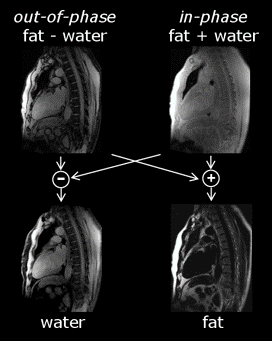 out-of-phase
fat - water
in-phase
fat + water
-
+
water
fat